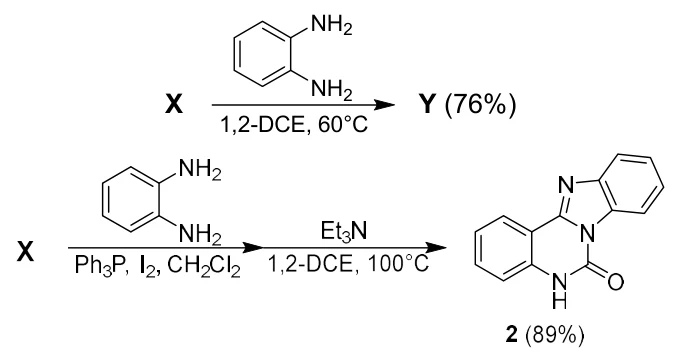 NH₂
NH₂
X
Y (76%)
1,2-DCE, 60°C
NH₂
NH₂
X
Et₃N
Ph₃P, I₂, CH₂Cl₂
1,2-DCE, 100°C
N
N
N
H
O
2 (89%)